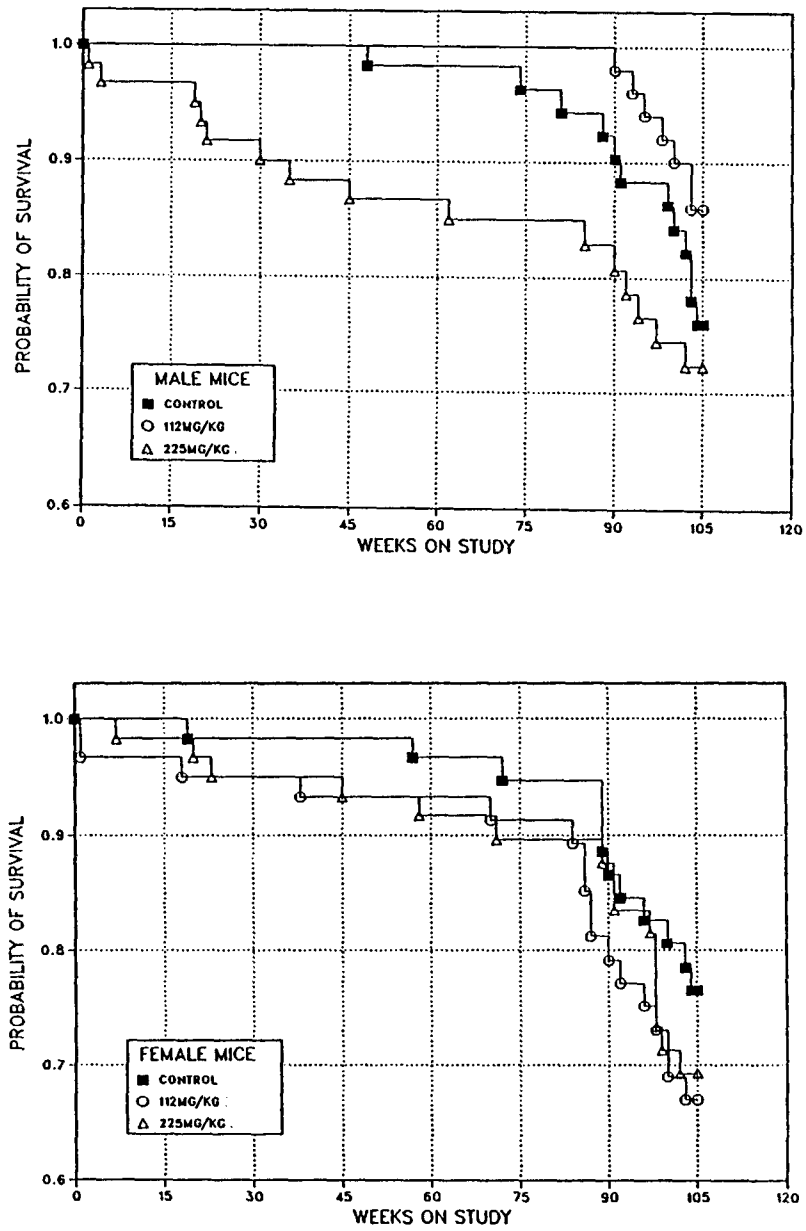 PROBABILITY OF SURVIVAL
1.0
0.9
0.8
0.7
0.6
MALE MICE
CONTROL
112MG/KG
225MG/KG
0 15 30 45 60 75 90 105 120
WEEKS ON STUDY
PROBABILITY OF SURVIVAL
1.0
0.9
0.8
0.7
0.6
FEMALE MICE
CONTROL
112MG/KG
225MG/KG
0 15 30 45 60 75 90 105 120
WEEKS ON STUDY